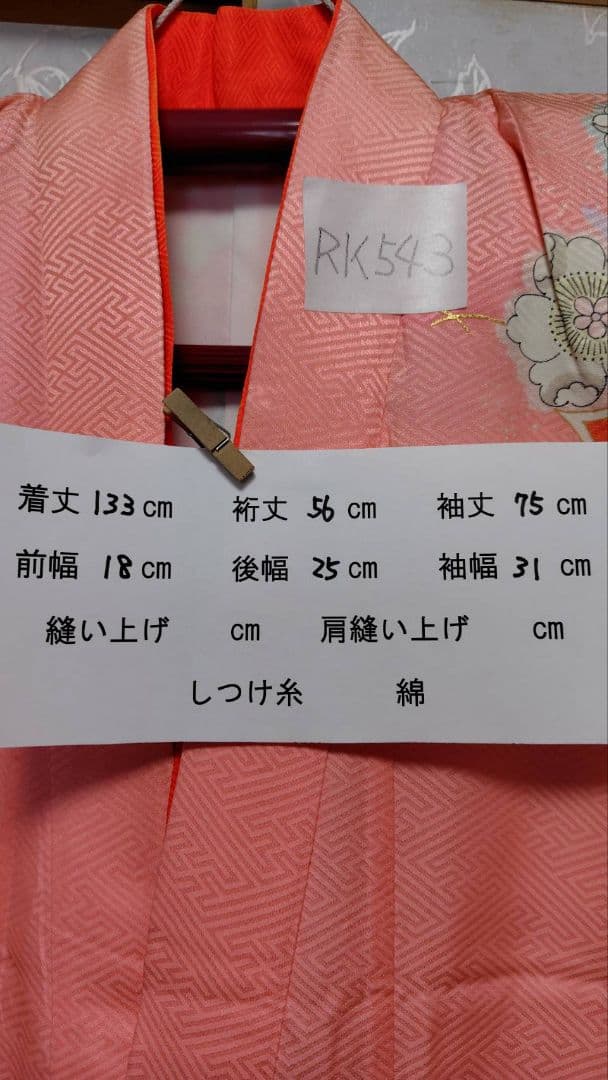 RK543
着丈 133 cm 裄丈 56 cm 袖丈 75 cm
前幅 18 cm 後幅 25 cm 袖幅 31 cm
縫い上げ cm 肩縫い上げ cm
しつけ糸 綿